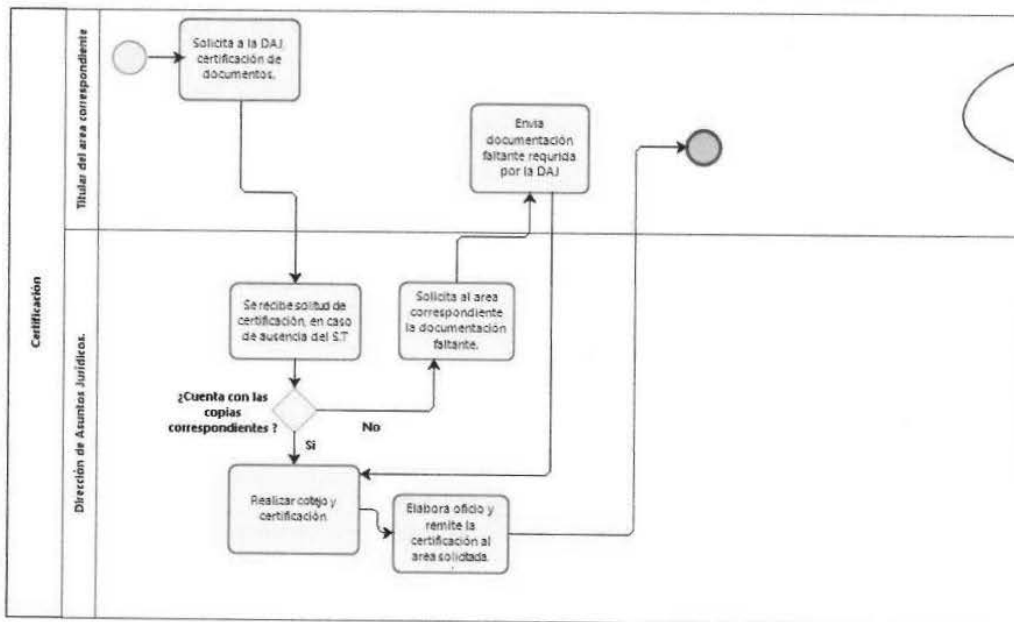 Certificación
Titular del area correspondiente
Solicita a la DAJ
certificación de
documentos.
Envia
documentación
faltante requrida
por la DAJ
Dirección de Asuntos Jurídicos.
Se recibe solitud de
certificación, en caso
de ausencia del S.T
Solicita al area
correspondiente
la documentación
faltante.
¿Cuenta con las
copias
correspondientes ?
No
Si
Realizar cotejo y
certificación
Elabora oficio y
remite la
certificación al
area solicitada.